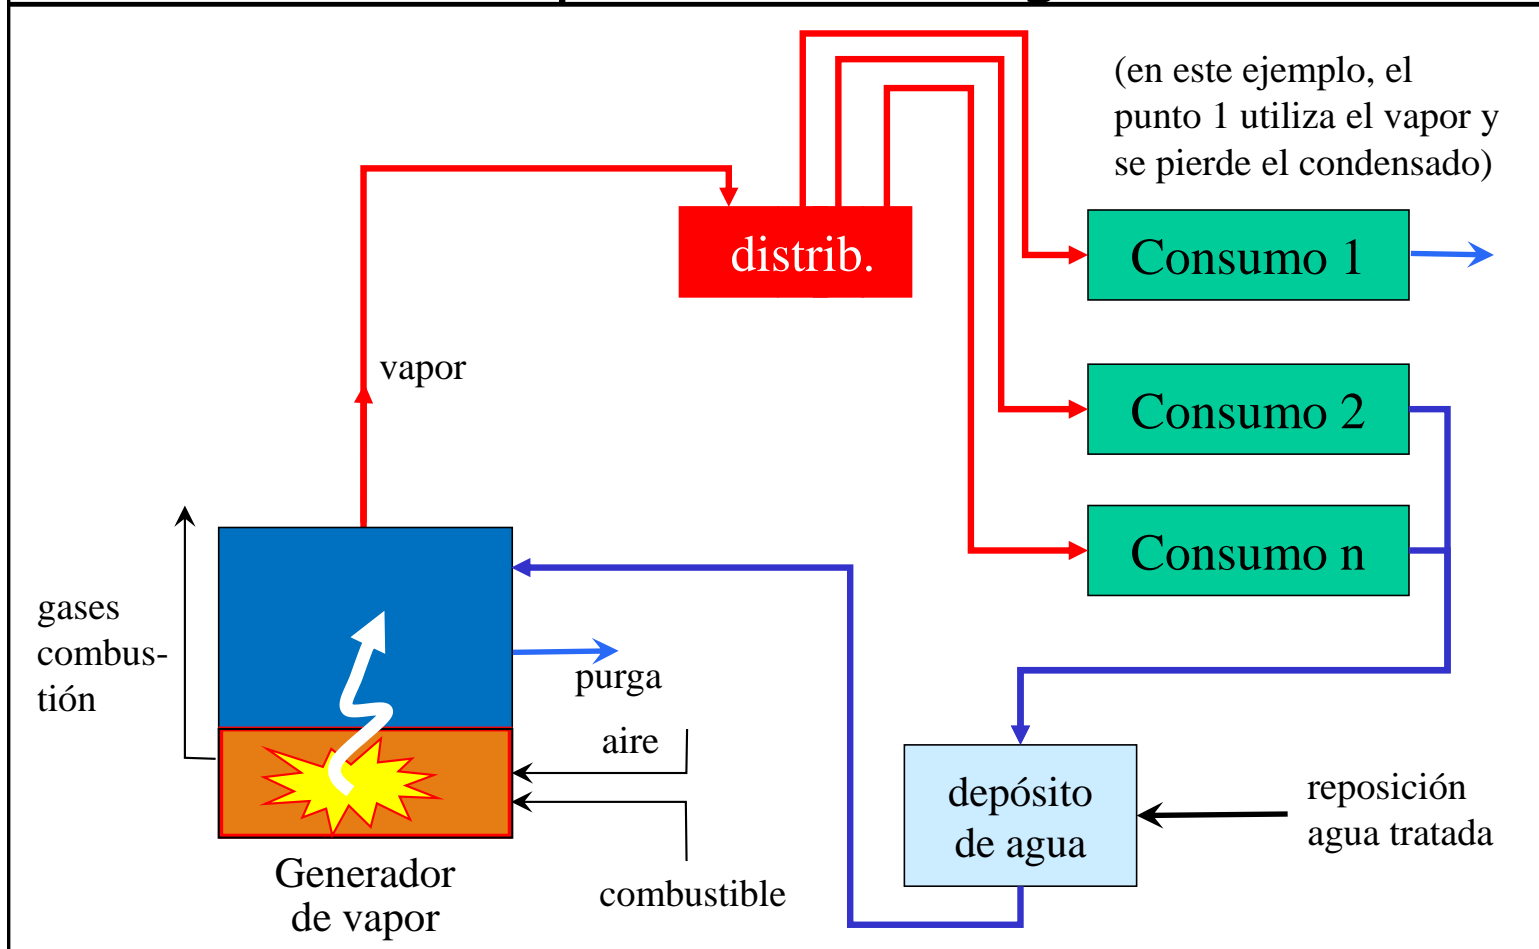 (en este ejemplo, el
punto 1 utiliza el vapor y
se pierde el condensado)
distrib.
Consumo 1
vapor
Consumo 2
Consumo n
gases
combus-
tión
purga
aire
depósito
de agua
reposición
agua tratada
Generador
de vapor
combustible